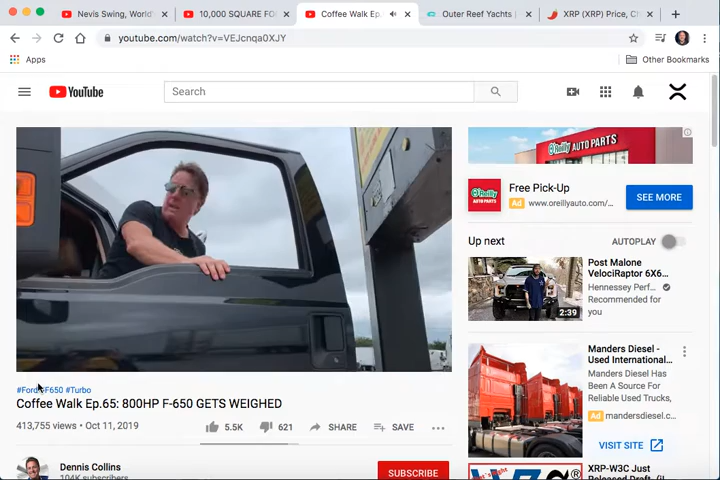 Nevis Swing, World'
10,000 SQUARE FO
Coffee Walk Ep.
Outer Reef Yachts |
XRP (XRP) Price, C
youtube.com/watch?v=VEJcnqa0XJY
Apps
Other Bookmarks
YouTube
Search
O'Reilly AUTO PARTS
O'Reilly
Free Pick-Up
Ad www.oreillyauto.com/...
SEE MORE
Up next
AUTOPLAY
Post Malone
VelociRaptor 6X6...
Hennessey Perf...
Recommended for
you
2:39
Manders Diesel -
Used International...
Manders Diesel Has
Been A Source For
Reliable Used Trucks,
Ad mandersdiesel.c...
VISIT SITE
#Ford #F650 #Turbo
Coffee Walk Ep.65: 800HP F-650 GETS WEIGHED
413,755 views • Oct 11, 2019
5.5K
621
SHARE
SAVE
Dennis Collins
104K subscribers
SUBSCRIBE
XRP-W3C Just